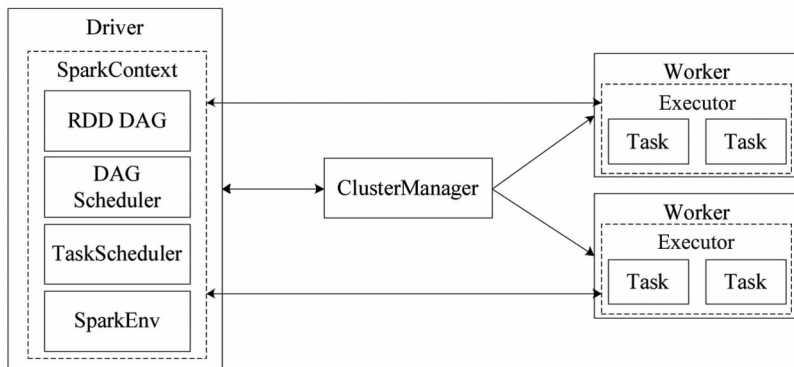 Driver
SparkContext
RDD DAG
DAG
Scheduler
TaskScheduler
SparkEnv
ClusterManager
Worker
Executor
Task Task
Worker
Executor
Task Task